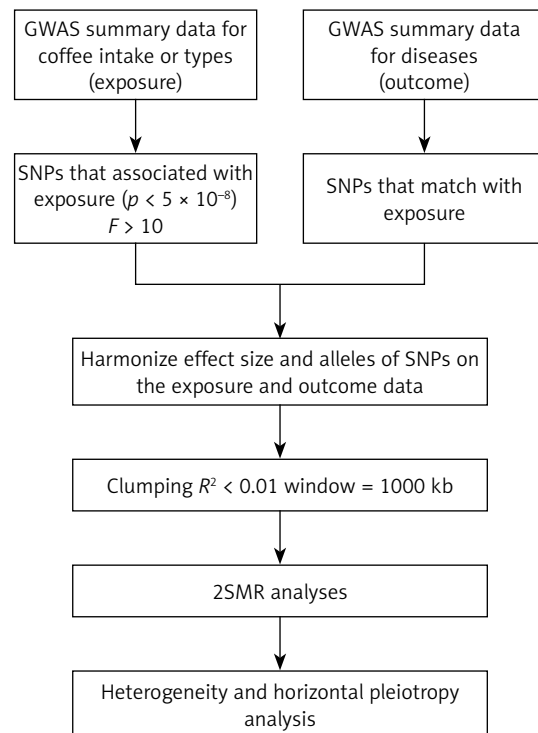 GWAS summary data for
coffee intake or types
(exposure)
GWAS summary data
for diseases
(outcome)
SNPs that associated with
exposure (p < 5 × 10⁻⁸)
F > 10
SNPs that match with
exposure
Harmonize effect size and alleles of SNPs on
the exposure and outcome data
Clumping R² < 0.01 window = 1000 kb
2SMR analyses
Heterogeneity and horizontal pleiotropy
analysis